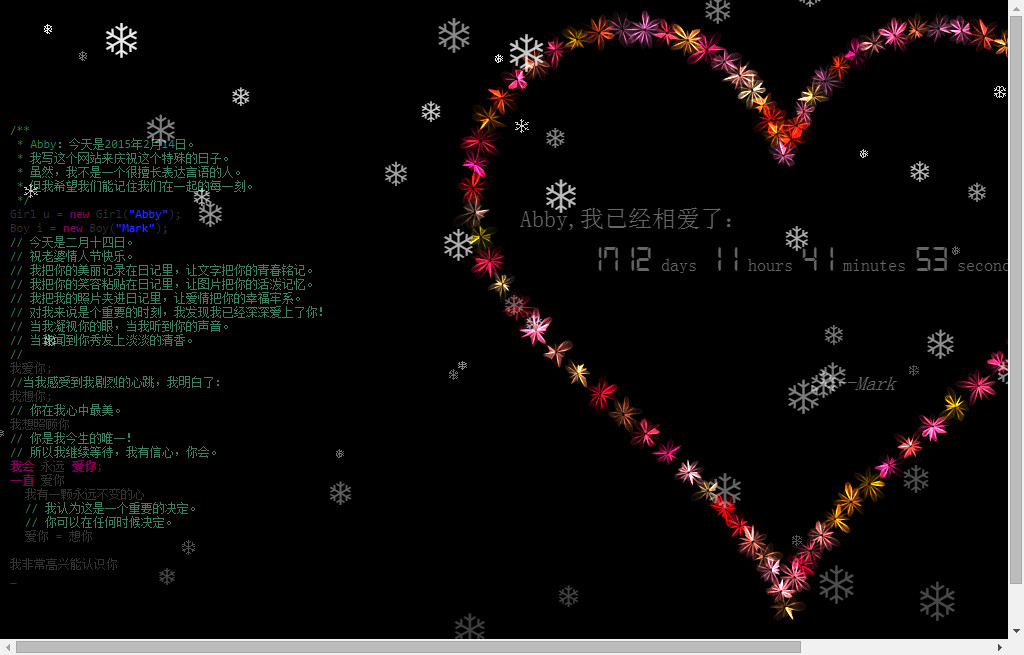 /**
* Abby: 今天是2015年2月14日。
* 我写这个网站来庆祝这个特殊的日子。
* 虽然，我不是一个很擅长表达言语的人。
* 但我希望我们能记住我们在一起的每一刻。
*/
Girl u = new Girl("Abby");
Boy i = new Boy("Mark");
// 今天是二月十四日。
// 祝老婆情人节快乐。
// 我把你的美丽记录在日记里，让文字把你的青春铭记。
// 我把你的笑容粘贴在日记里，让图片把你的活泼记忆。
// 我把我的照片夹进日记里，让爱情把你的幸福牢系。
// 对我来说是个重要的时刻，我发现我已经深深爱上了你！
// 当我凝视你的眼，当我听到你的声音。
// 当我闻到你秀发上淡淡的清香。
//
我爱你;
//当我感受到我剧烈的心跳，我明白了：
我想你;
// 你在我心中最美。
我想照顾你
// 你是我今生的唯一！
// 所以我继续等待，我有信心，你会。
我会 永远 爱你;
一直 爱你
我有一颗永远不变的心
// 我认为这是一个重要的决定。
// 你可以在任何时候决定。
爱你 = 想你
我非常高兴能认识你
_
Abby,我已经相爱了：
1712 days 11 hours 41 minutes 53 second
--Mark